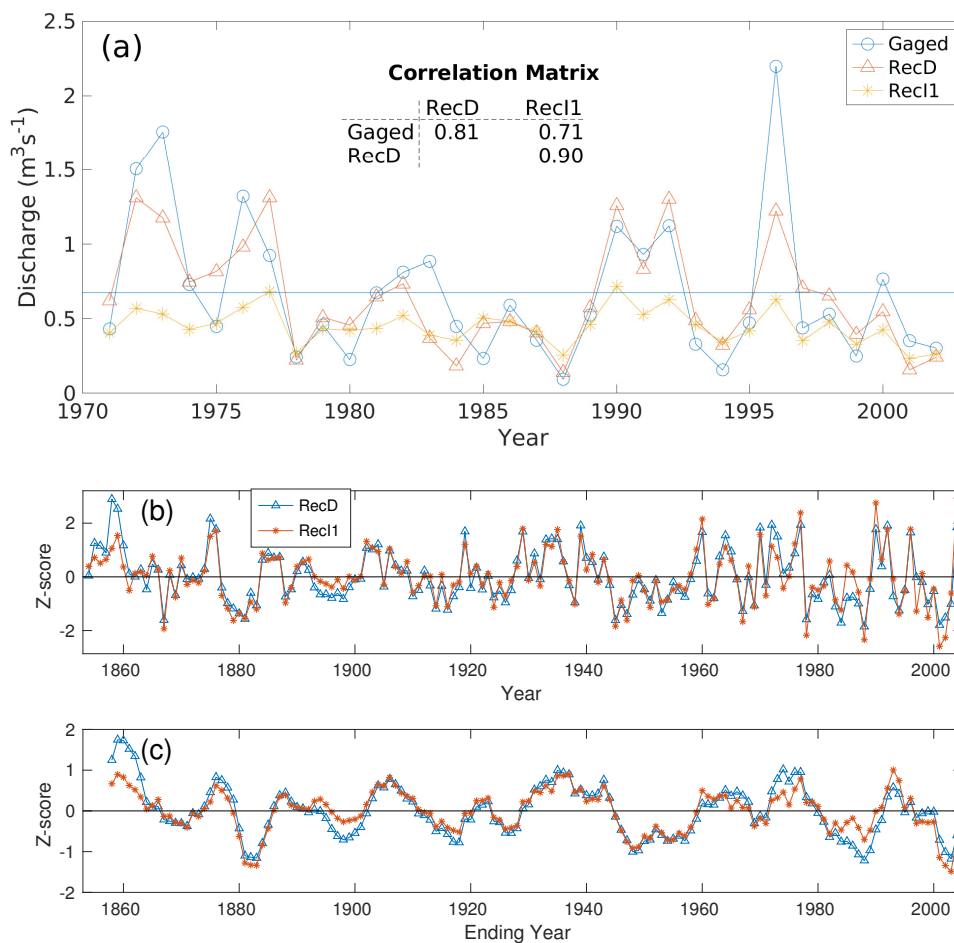 (a)
Correlation Matrix
RecD RecI1
Gaged 0.81 0.71
RecD 0.90
Gaged
RecD
RecI1
2.5
2
1.5
1
0.5
0
Discharge (m³s⁻¹)
1970 1975 1980 1985 1990 1995 2000
Year
(b)
RecD
RecI1
2
0
-2
Z-score
1860 1880 1900 1920 1940 1960 1980 2000
Year
(c)
2
1
0
-1
-2
Z-score
1860 1880 1900 1920 1940 1960 1980 2000
Ending Year